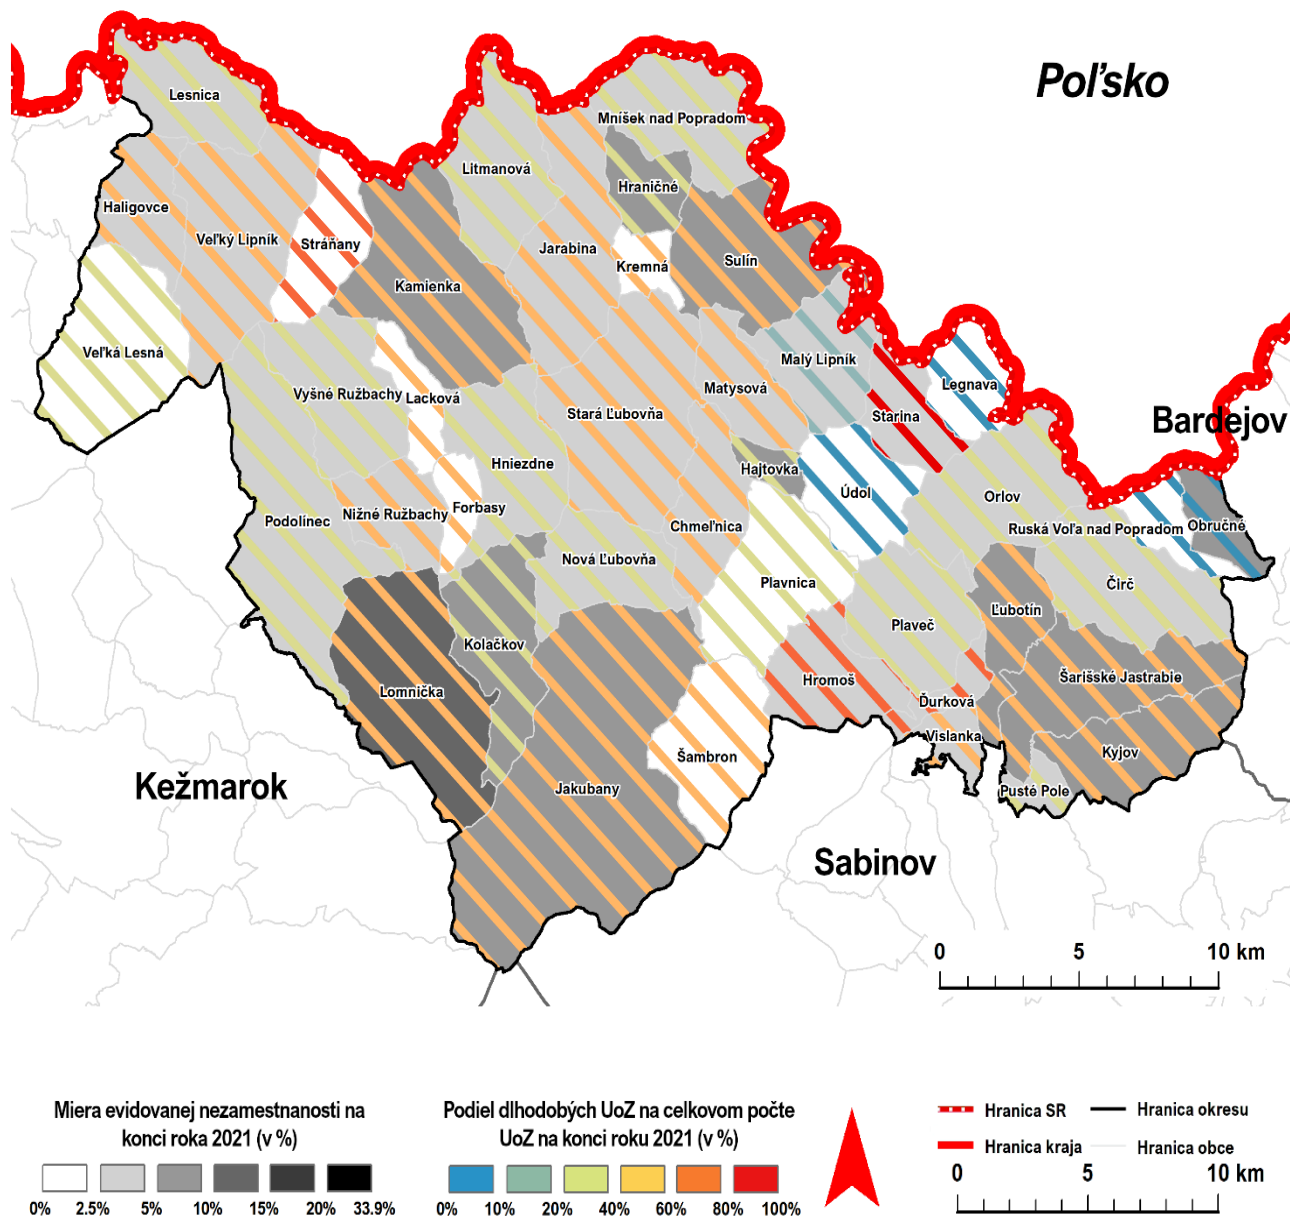 Poľsko
Lesnica
Mníšek nad Popradom
Litmanová
Hraničné
Haligovce
Veľký Lipník
Stráňany
Jarabina
Kremná
Sulín
Kamienka
Veľká Lesná
Malý Lipník
Legnava
Vyšné Ružbachy
Lacková
Matysová
Stará Ľubovňa
Starina
Bardejov
Hniezdne
Hajtovka
Údol
Orlov
Podolínec
Nižné Ružbachy
Forbasy
Chmeľnica
Ruská Voľa nad Popradom
Obručné
Nová Ľubovňa
Plavnica
Čirč
Ľubotín
Plaveč
Kolačkov
Hromoš
Šarišské Jastrabie
Lomnička
Ďurková
Vislanka
Šambron
Kyjov
Kežmarok
Jakubany
Pusté Pole
Sabinov
0 5 10 km
Miera evidovanej nezamestnanosti na
konci roka 2021 (v %)
0% 2.5% 5% 10% 15% 20% 33.9%
Podiel dlhodobých UoZ na celkovom počte
UoZ na konci roku 2021 (v %)
0% 10% 20% 40% 60% 80% 100%
Hranica SR
Hranica okresu
Hranica kraja
Hranica obce
0 5 10 km